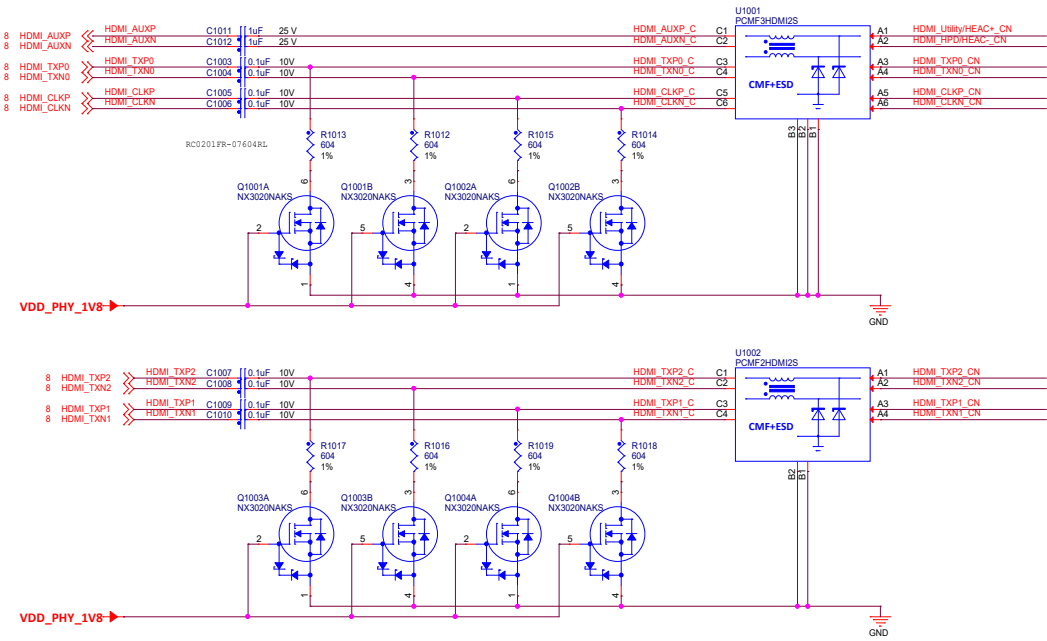 U1001
PCMF3HDMI2S
8 HDMI_AUXP HDMI_AUXP C1011 1uF 25 V HDMI_AUXP_C C1 A1 HDMI_Utility/HEAC+_CN
8 HDMI_AUXN HDMI_AUXN C1012 1uF 25 V HDMI_AUXN_C C2 A2 HDMI_HPD/HEAC-_CN
8 HDMI_TXP0 HDMI_TXP0 C1003 0.1uF 10V HDMI_TXP0_C C3 A3 HDMI_TXP0_CN
8 HDMI_TXN0 HDMI_TXN0 C1004 0.1uF 10V HDMI_TXN0_C C4 A4 HDMI_TXN0_CN
CMF+ESD
8 HDMI_CLKP HDMI_CLKP C1005 0.1uF 10V HDMI_CLKP_C C5 A5 HDMI_CLKP_CN
8 HDMI_CLKN HDMI_CLKN C1006 0.1uF 10V HDMI_CLKN_C C6 A6 HDMI_CLKN_CN
B3 B2 B1
R1013 R1012 R1015 R1014
RC0201FR-07604RL 604 604 604 604
1% 1% 1% 1%
6 3 6 3
Q1001A Q1001B Q1002A Q1002B
NX3020NAKS NX3020NAKS NX3020NAKS NX3020NAKS
2 5 2 5
1 4 1 4
VDD_PHY_1V8
GND
U1002
PCMF2HDMI2S
8 HDMI_TXP2 HDMI_TXP2 C1007 0.1uF 10V HDMI_TXP2_C C1 A1 HDMI_TXP2_CN
8 HDMI_TXN2 HDMI_TXN2 C1008 0.1uF 10V HDMI_TXN2_C C2 A2 HDMI_TXN2_CN
8 HDMI_TXP1 HDMI_TXP1 C1009 0.1uF 10V HDMI_TXP1_C C3 A3 HDMI_TXP1_CN
8 HDMI_TXN1 HDMI_TXN1 C1010 0.1uF 10V HDMI_TXN1_C C4 A4 HDMI_TXN1_CN
CMF+ESD
B2 B1
R1017 R1016 R1019 R1018
604 604 604 604
1% 1% 1% 1%
6 3 6 3
Q1003A Q1003B Q1004A Q1004B
NX3020NAKS NX3020NAKS NX3020NAKS NX3020NAKS
2 5 2 5
1 4 1 4
VDD_PHY_1V8
GND